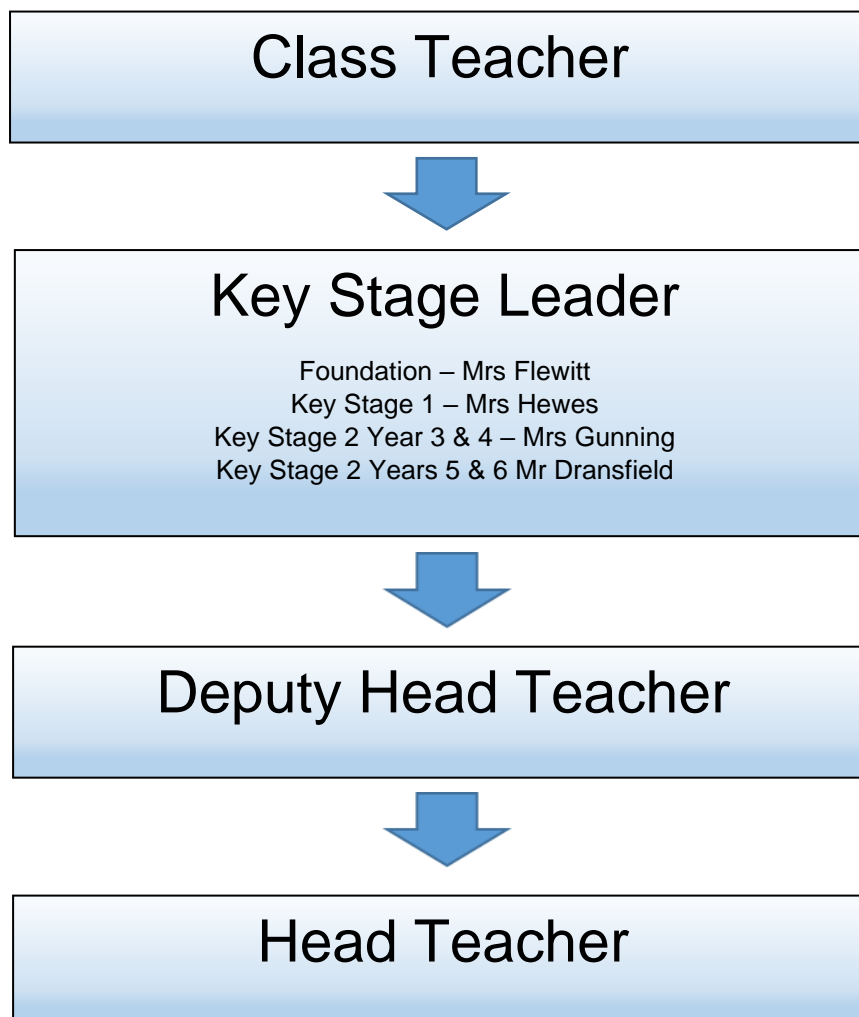 Class Teacher
Key Stage Leader
Foundation – Mrs Flewitt
Key Stage 1 – Mrs Hewes
Key Stage 2 Year 3 & 4 – Mrs Gunning
Key Stage 2 Years 5 & 6 Mr Dransfield
Deputy Head Teacher
Head Teacher